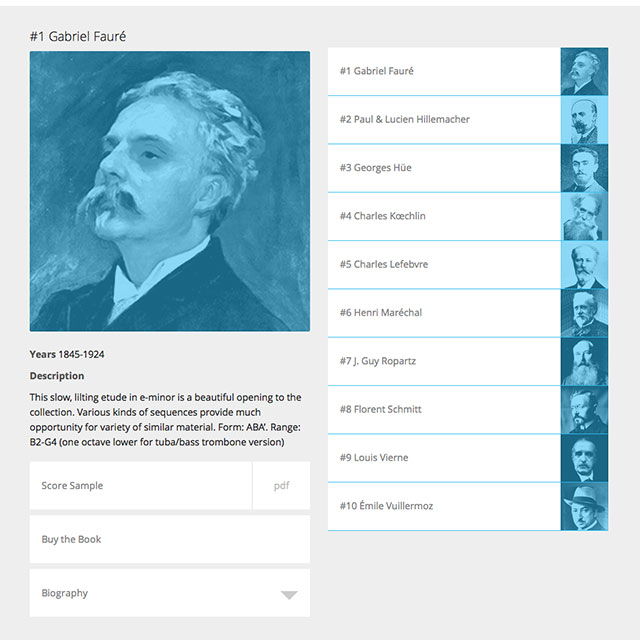 #1 Gabriel Fauré
Years 1845-1924
Description
This slow, lilting etude in e-minor is a beautiful opening to the
collection. Various kinds of sequences provide much
opportunity for variety of similar material. Form: ABA'. Range:
B2-G4 (one octave lower for tuba/bass trombone version)
Score Sample pdf
Buy the Book
Biography
#1 Gabriel Fauré
#2 Paul & Lucien Hillemacher
#3 Georges Hüe
#4 Charles Kœchlin
#5 Charles Lefebvre
#6 Henri Maréchal
#7 J. Guy Ropartz
#8 Florent Schmitt
#9 Louis Vierne
#10 Émile Vuillermoz